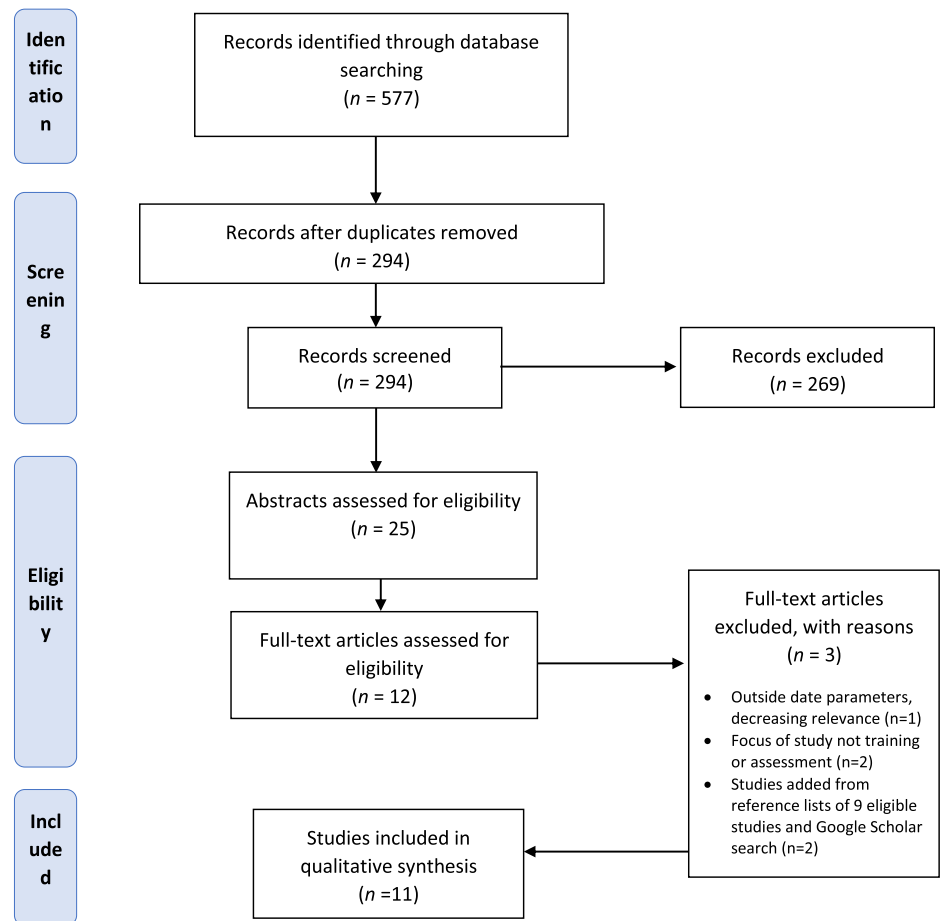 Iden
tific
atio
n
Records identified through database
searching
(n = 577)
Records after duplicates removed
(n = 294)
Scre
enin
g
Records screened
(n = 294)
Records excluded
(n = 269)
Abstracts assessed for eligibility
(n = 25)
Eligi
bilit
y
Full-text articles assessed for
eligibility
(n = 12)
Full-text articles
excluded, with reasons
(n = 3)
• Outside date parameters,
decreasing relevance (n=1)
• Focus of study not training
or assessment (n=2)
• Studies added from
reference lists of 9 eligible
studies and Google Scholar
search (n=2)
Incl
ude
d
Studies included in
qualitative synthesis
(n =11)